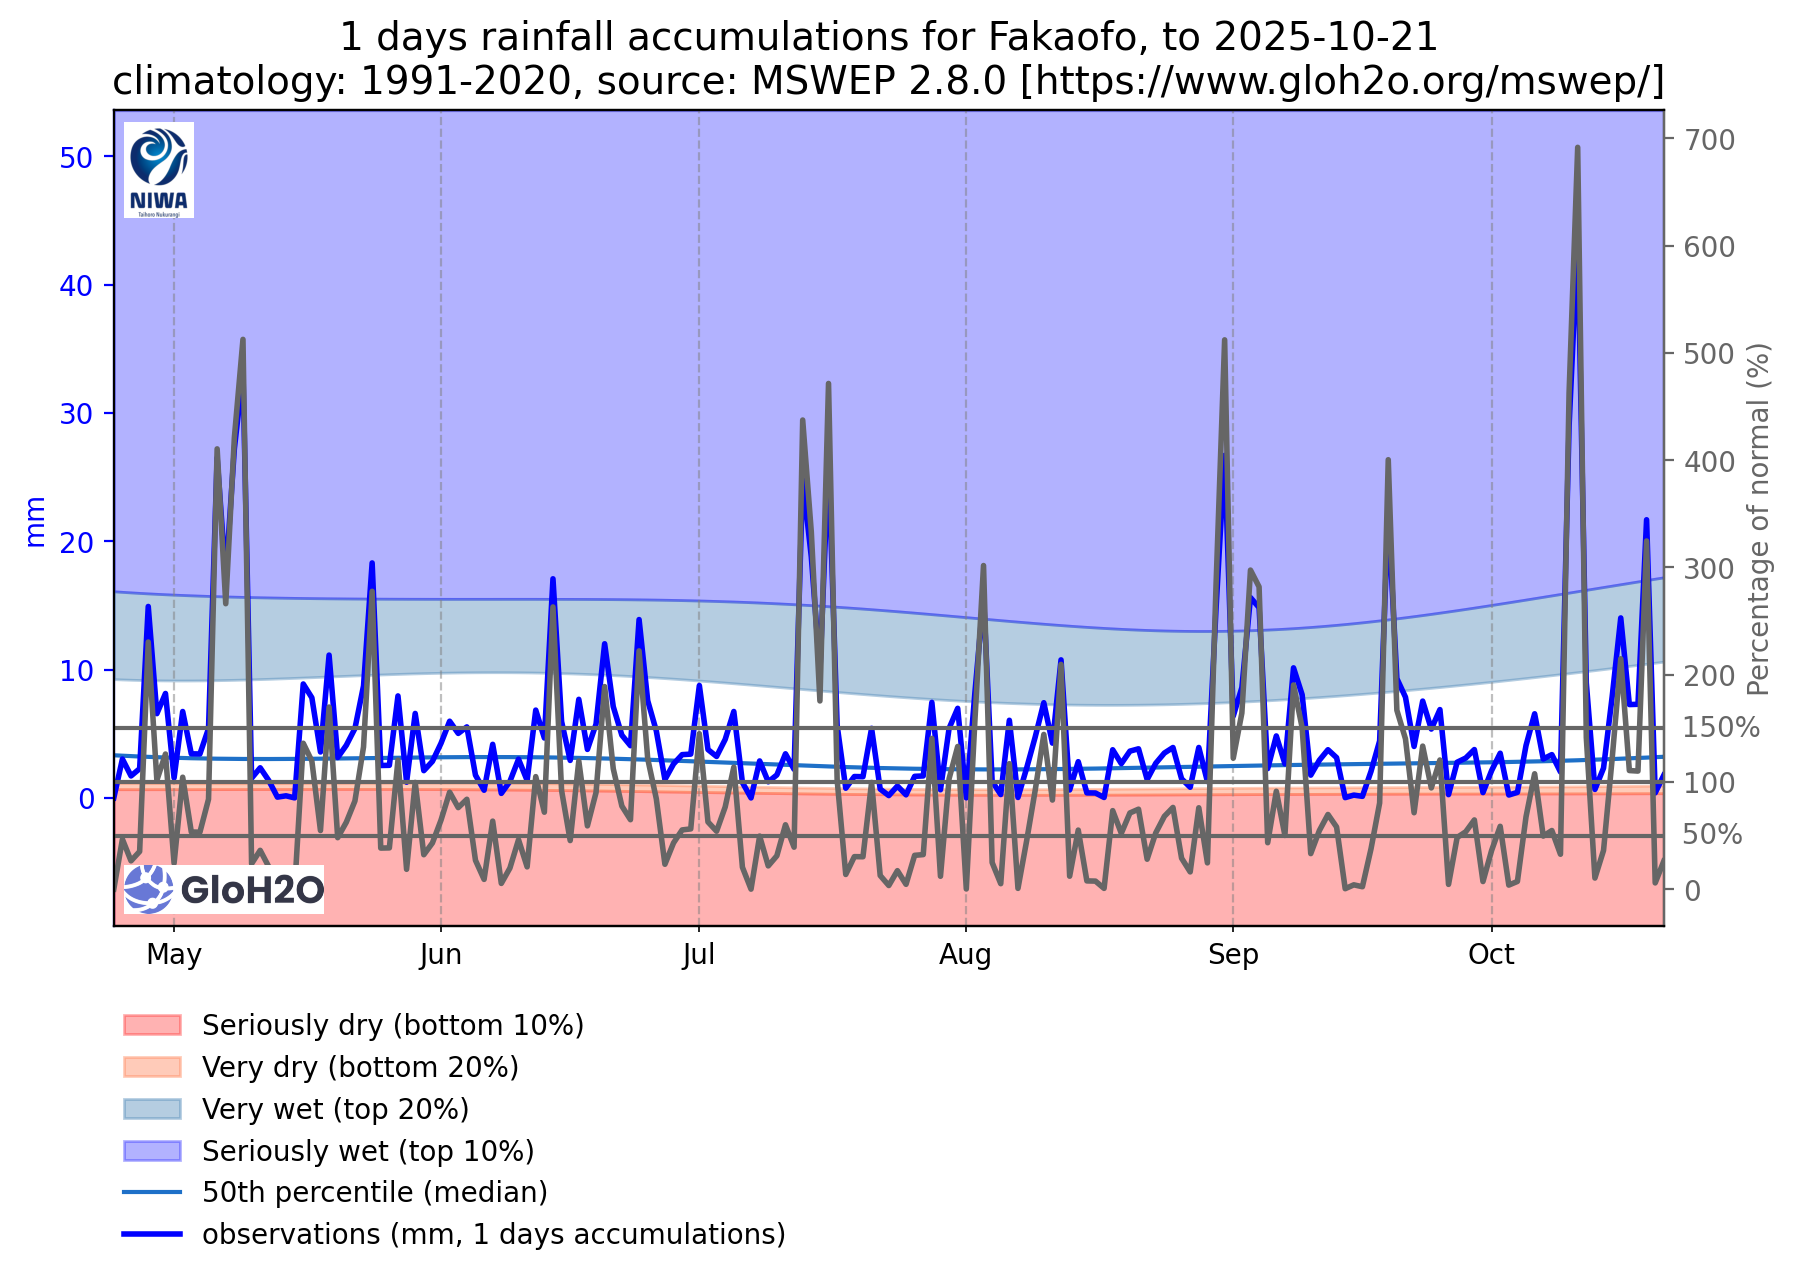 1 days rainfall accumulations for Fakaofo, to 2025-10-21
climatology: 1991-2020, source: MSWEP 2.8.0 [https://www.gloh2o.org/mswep/]
NIWA
Taihoro Nukurangi
50
40
30
20
10
0
mm
700
600
500
400
300
200
150%
100
50%
0
Percentage of normal (%)
GloH2O
May
Jun
Jul
Aug
Sep
Oct
Seriously dry (bottom 10%)
Very dry (bottom 20%)
Very wet (top 20%)
Seriously wet (top 10%)
50th percentile (median)
observations (mm, 1 days accumulations)